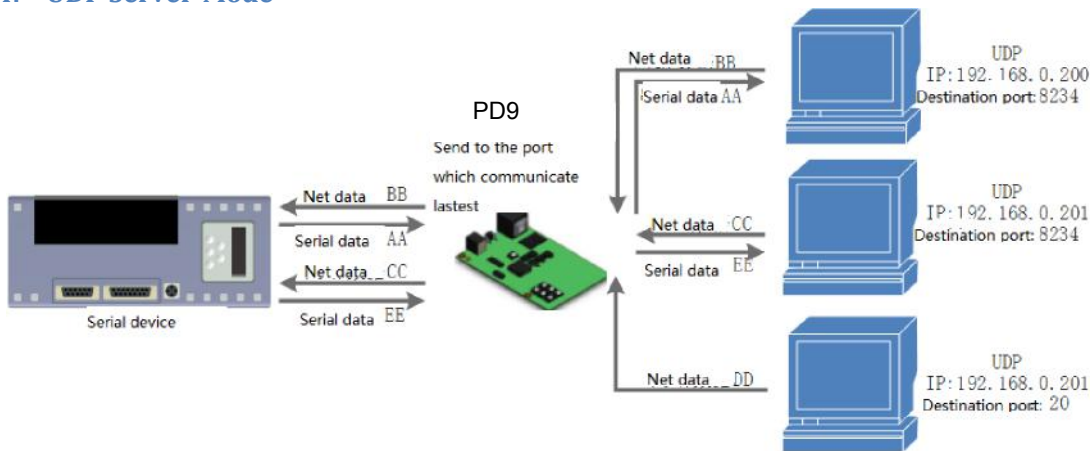 UDP Server Mode
Net data BB
Serial data AA
UDP
IP:192.168.0.200
Destination port:8234
PD9
Send to the port
which communicate
lastest
Net data BB
Serial data AA
Net data CC
Serial data EE
Serial device
Net data CC
Serial data EE
UDP
IP:192.168.0.201
Destination port:8234
Net data DD
UDP
IP:192.168.0.201
Destination port: 20